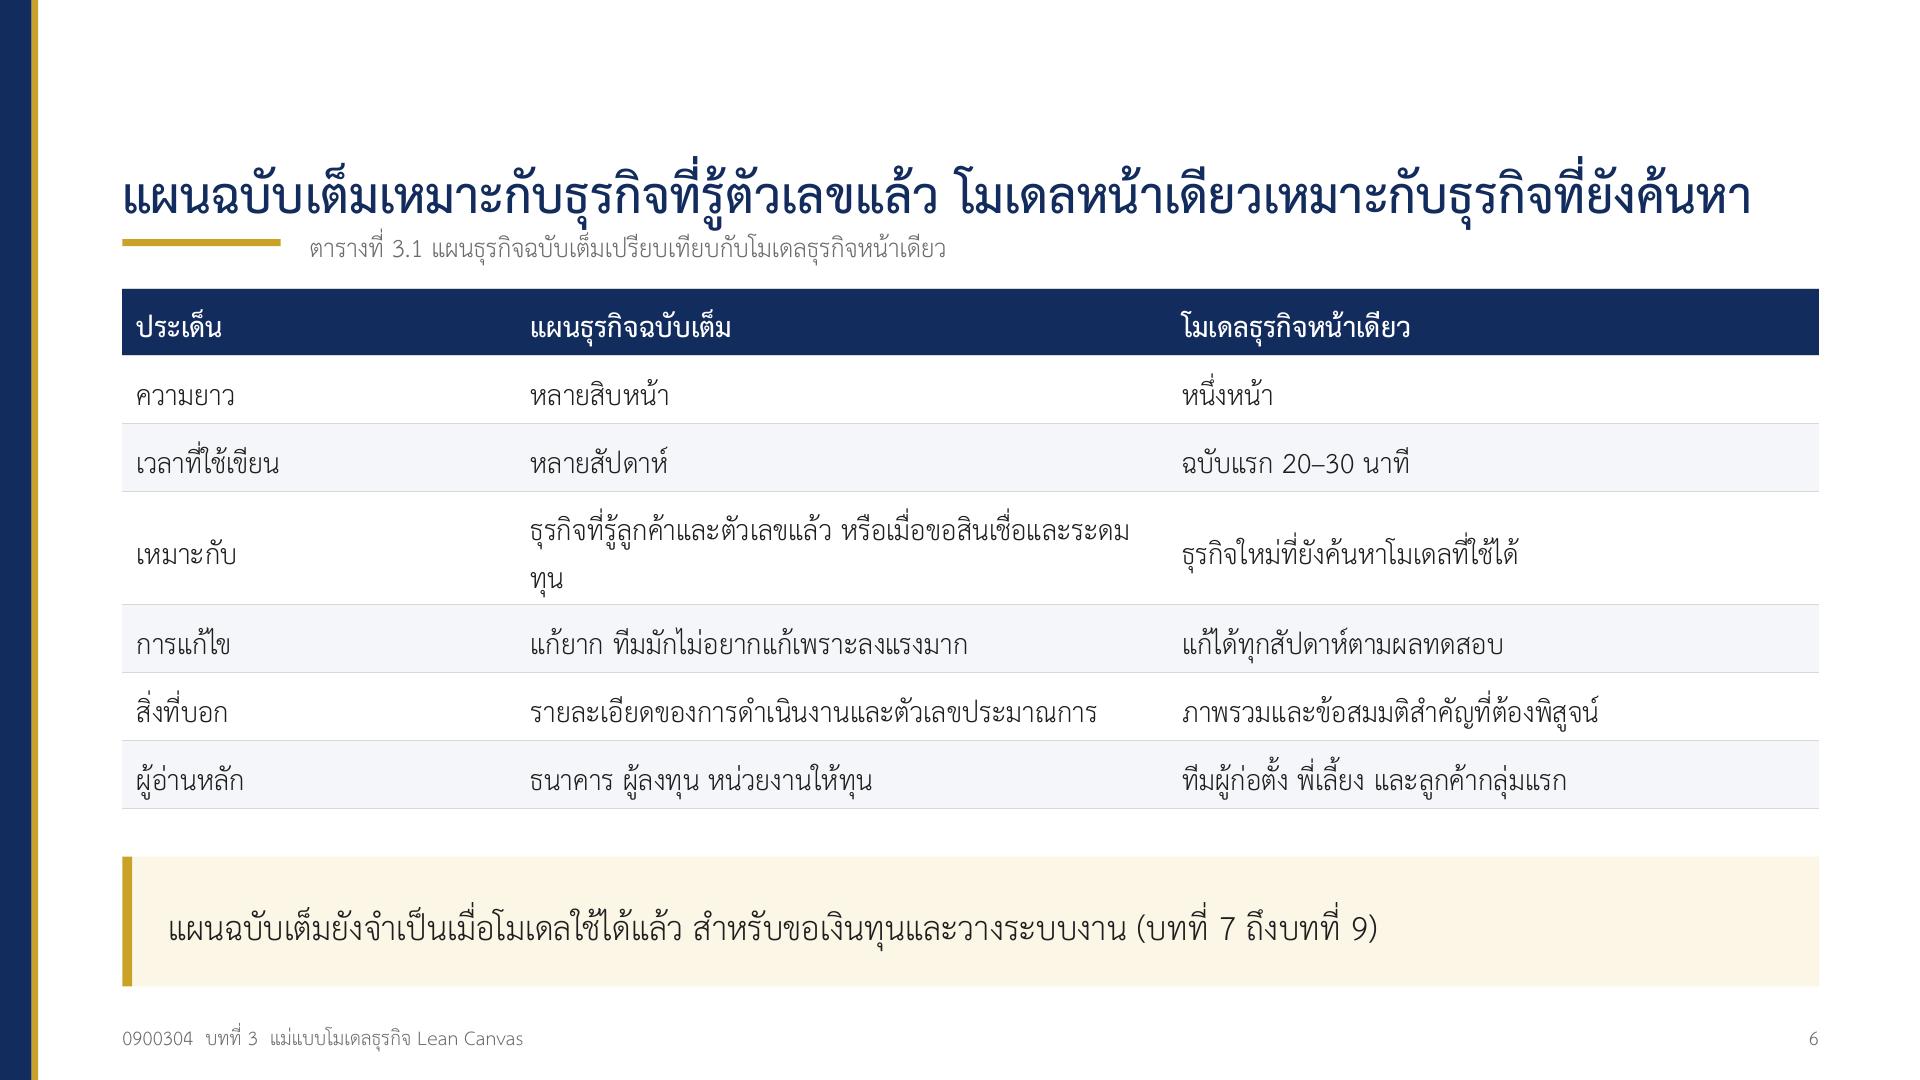 แผนฉบับเต็มเหมาะกับธุรกิจที่รู้ตัวเลขแล้ว โมเดลหน้าเดียวเหมาะกับธุรกิจที่ยังค้นหา
ตารางที่ 3.1 แผนธุรกิจฉบับเต็มเปรียบเทียบกับโมเดลธุรกิจหน้าเดียว
ประเด็น แผนธุรกิจฉบับเต็ม โมเดลธุรกิจหน้าเดียว
ความยาว หลายสิบหน้า หนึ่งหน้า
เวลาที่ใช้เขียน หลายสัปดาห์ ฉบับแรก 20–30 นาที
เหมาะกับ ธุรกิจที่รู้ลูกค้าและตัวเลขแล้ว หรือเมื่อขอสินเชื่อและระดม
ทุน ธุรกิจใหม่ที่ยังค้นหาโมเดลที่ใช้ได้
การแก้ไข แก้ยาก ทีมมักไม่อยากแก้เพราะลงแรงมาก แก้ได้ทุกสัปดาห์ตามผลทดสอบ
สิ่งที่บอก รายละเอียดของการดำเนินงานและตัวเลขประมาณการ ภาพรวมและข้อสมมติสำคัญที่ต้องพิสูจน์
ผู้อ่านหลัก ธนาคาร ผู้ลงทุน หน่วยงานให้ทุน ทีมผู้ก่อตั้ง พี่เลี้ยง และลูกค้ากลุ่มแรก
แผนฉบับเต็มยังจำเป็นเมื่อโมเดลใช้ได้แล้ว สำหรับขอเงินทุนและวางระบบงาน (บทที่ 7 ถึงบทที่ 9)
0900304 บทที่ 3 แม่แบบโมเดลธุรกิจ Lean Canvas 6